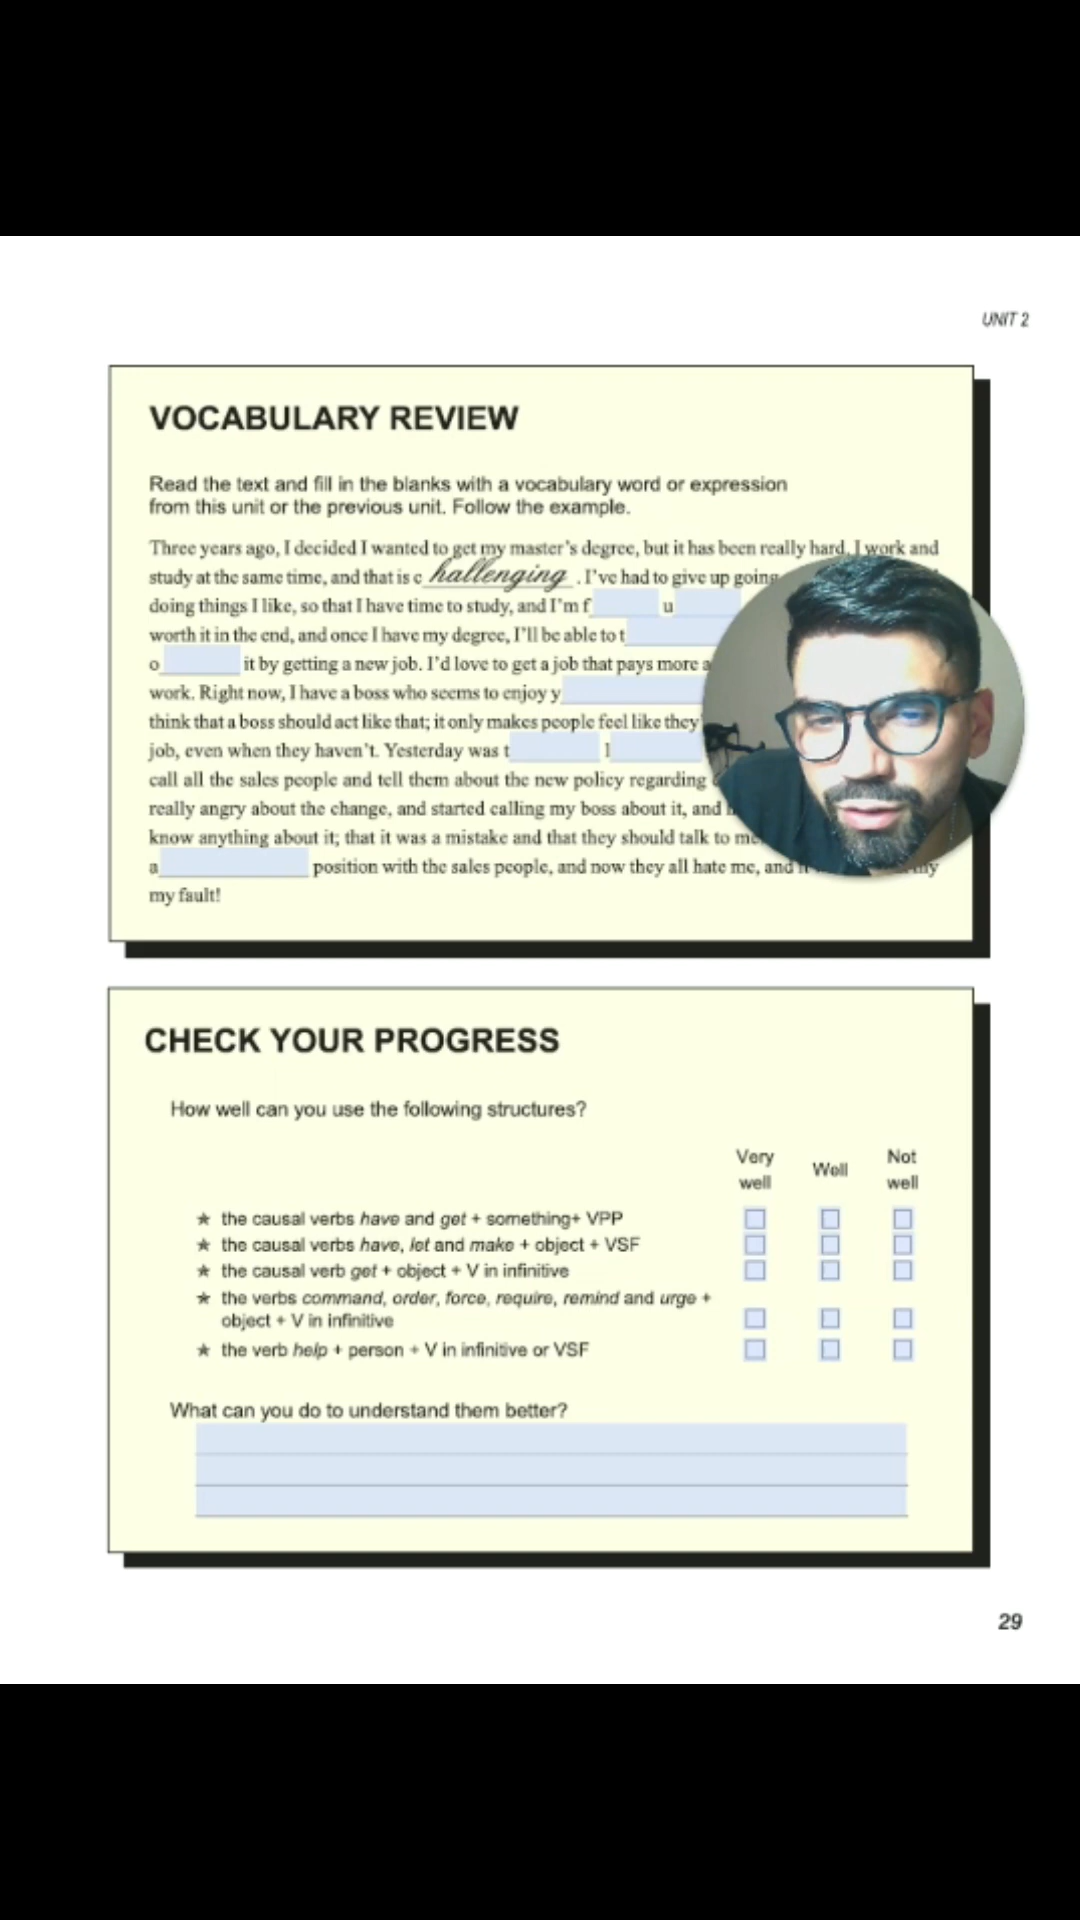 UNIT 2
VOCABULARY REVIEW
Read the text and fill in the blanks with a vocabulary word or expression
from this unit or the previous unit. Follow the example.
Three years ago, I decided I wanted to get my master's degree, but it has been really hard. I work and
study at the same time, and that is c hallenging . I've had to give up going
doing things I like, so that I have time to study, and I'm f u
worth it in the end, and once I have my degree, I'll be able to t
o it by getting a new job. I'd love to get a job that pays more
work. Right now, I have a boss who seems to enjoy y
think that a boss should act like that; it only makes people feel like they
job, even when they haven't. Yesterday was t l
call all the sales people and tell them about the new policy regarding
really angry about the change, and started calling my boss about it, and
know anything about it; that it was a mistake and that they should talk to me
a position with the sales people, and now they all hate me, and
my fault!
CHECK YOUR PROGRESS
How well can you use the following structures?
Very well
Well
Not well
★ the causal verbs have and get + something+ VPP
★ the causal verbs have, let and make + object + VSF
★ the causal verb get + object + V in infinitive
★ the verbs command, order, force, require, remind and urge +
object + V in infinitive
★ the verb help + person + V in infinitive or VSF
What can you do to understand them better?
29